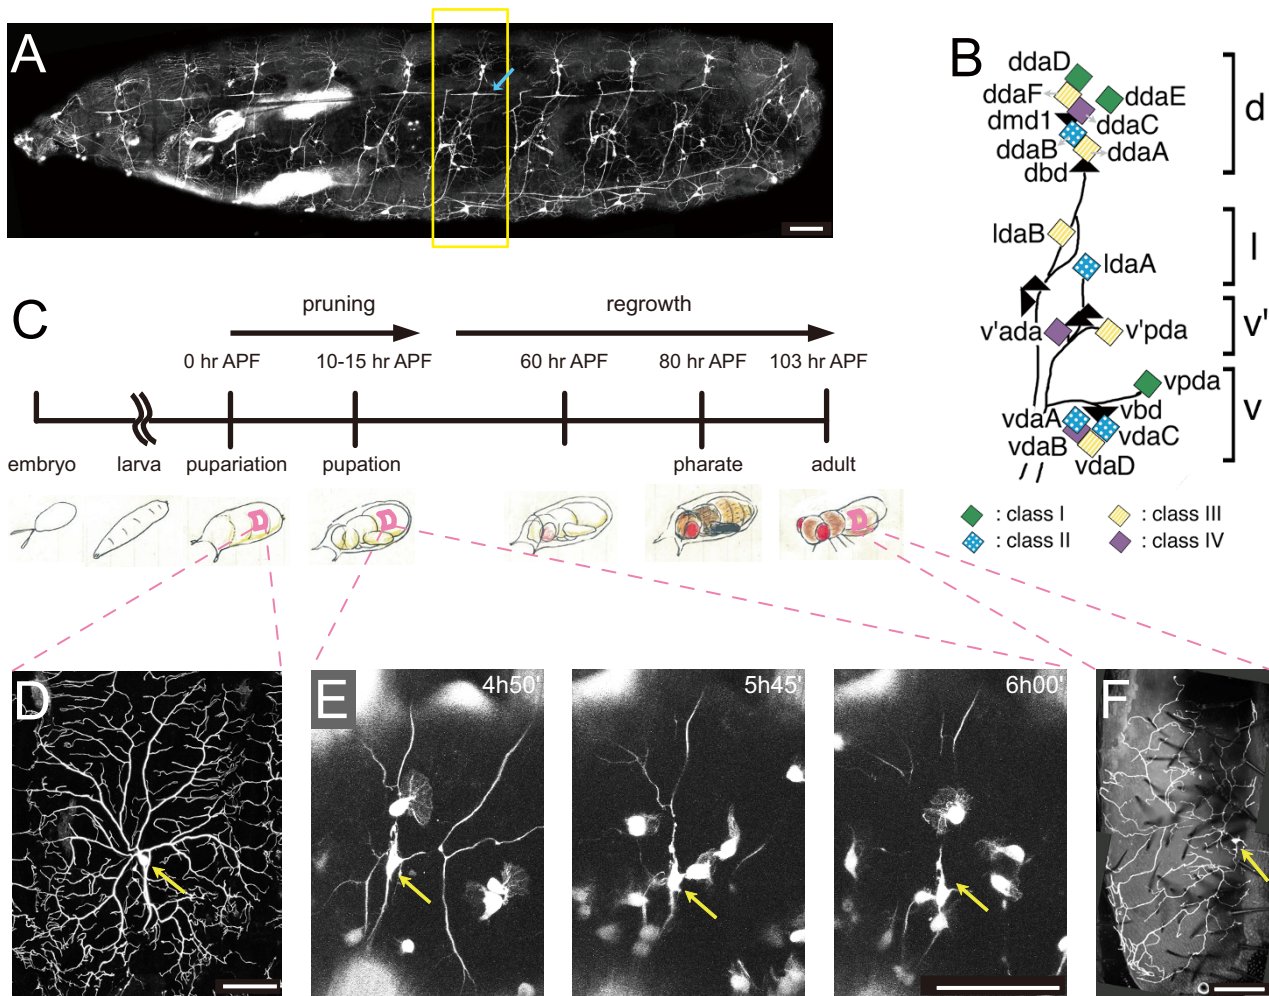 A
B
ddaD
ddaF
ddaE
dmd1
ddaC
ddaB
ddaA
dbd
d
ldaB
ldaA
l
v'ada
v'pda
v'
vpda
vdaA
vbd
vdaB
vdaC
vdaD
v
: class I
: class III
: class II
: class IV
C
pruning
regrowth
0 hr APF
10-15 hr APF
60 hr APF
80 hr APF
103 hr APF
embryo
larva
pupariation
pupation
pharate
adult
D
E
4h50'
5h45'
6h00'
F